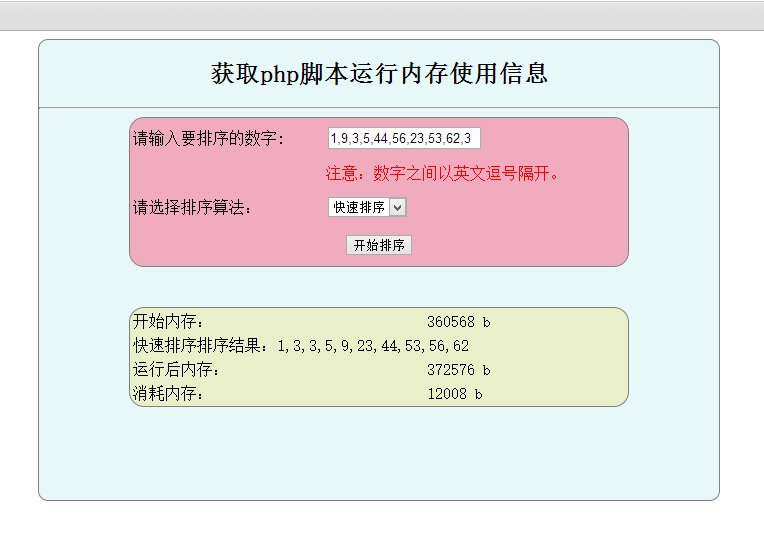 获取php脚本运行内存使用信息
请输入要排序的数字: 1,9,3,5,44,56,23,53,62,3
注意：数字之间以英文逗号隔开。
请选择排序算法： 快速排序
开始排序
开始内存： 360568 b
快速排序排序结果：1,3,3,5,9,23,44,53,56,62
运行后内存： 372576 b
消耗内存： 12008 b